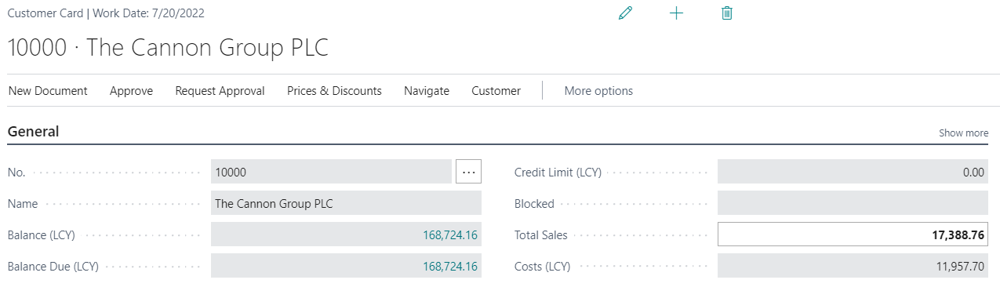 Customer Card | Work Date: 7/20/2022
10000 · The Cannon Group PLC
New Document Approve Request Approval Prices & Discounts Navigate Customer | More options
General Show more
No. 10000 ... Credit Limit (LCY) 0.00
Name The Cannon Group PLC Blocked
Balance (LCY) 168,724.16 Total Sales 17,388.76
Balance Due (LCY) 168,724.16 Costs (LCY) 11,957.70